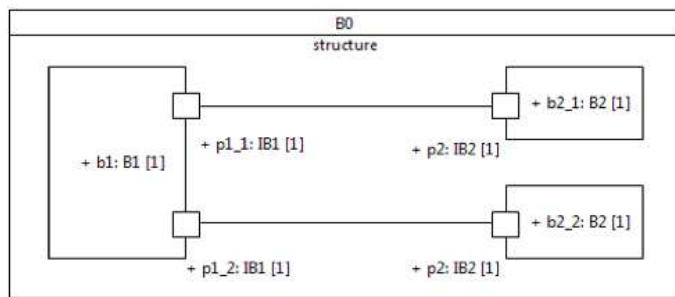 B0
structure
+ b2_1: B2 [1]
+ p1_1: IB1 [1]
+ p2: IB2 [1]
+ b1: B1 [1]
+ b2_2: B2 [1]
+ p1_2: IB1 [1]
+ p2: IB2 [1]